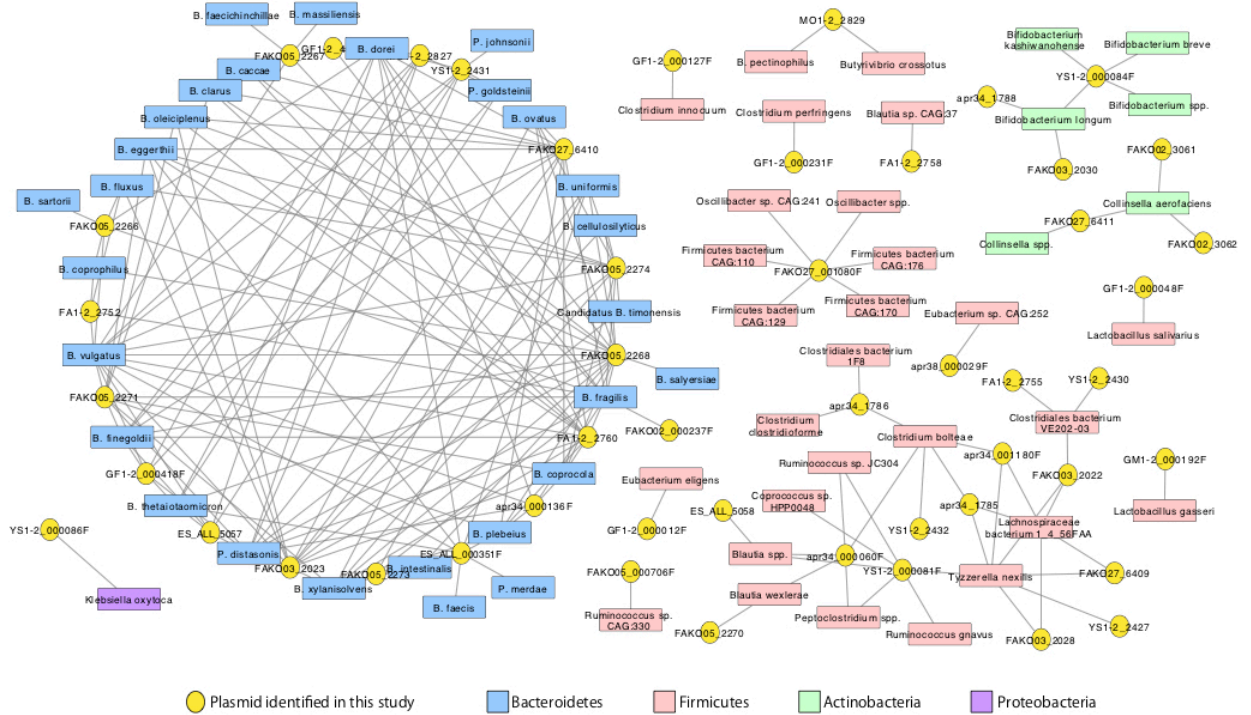 B. faecichinchillae
B. massiliensis
FAKO05_2267
GF1-2_4
B. dorei
-2_2827
P. johnsonii
YS1-2_2431
B. caccae
B. clarus
P. goldsteinii
B. oleiciplenus
B. ovatus
B. eggerthii
FAKO27_6410
B. fluxus
B. uniformis
B. sartorii
FAKO05_2266
B. cellulosilyticus
B. coprophilus
FAKO05_2274
FA1-2_2752
Candidatus B. timonensis
B. vulgatus
FAKO05_2268
B. salyersiae
FAKO05_2271
B. fragilis
B. finegoldii
FA1-2_2760
FAKO02_000237F
GF1-2_000418F
B. coprocola
B. thetaiotaomicron
apr34_000136F
YS1-2_000086F
ES_ALL_5057
B. plebeius
P. distasonis
ES_ALL_000351F
FAKO03_2023
FAKO05_2273
B. intestinalis
B. xylanisolvens
P. merdae
Klebsiella oxytoca
B. faecis
MO1-2_2829
GF1-2_000127F
B. pectinophilus
Butyrivibrio crossotus
Clostridium innocuum
Clostridium perfringens
Blautia sp. CAG:37
GF1-2_000231F
FA1-2_2758
Bifidobacterium
kashiwanohense
Bifidobacterium breve
YS1-2_000084F
apr34_1788
Bifidobacterium spp.
Bifidobacterium longum
FAKO03_2030
FAKO02_3061
Collinsella aerofaciens
FAKO27_6411
Collinsella spp.
FAKO02_3062
Oscillibacter sp. CAG:241
Oscillibacter spp.
Firmicutes bacterium
CAG:110
Firmicutes bacterium
CAG:176
FAKO27_001080F
Firmicutes bacterium
CAG:129
Firmicutes bacterium
CAG:170
Eubacterium sp. CAG:252
GF1-2_000048F
Lactobacillus salivarius
Clostridiales bacterium
1F8
apr38_000029F
FA1-2_2755
YS1-2_2430
apr34_1786
Clostridium
clostridioforme
Clostridiales bacterium
VE202-03
Clostridium bolteae
Ruminococcus sp. JC304
apr34_001180F
FAKO03_2022
GM1-2_000192F
Eubacterium eligens
Coprococcus sp.
HPP0048
ES_ALL_5058
apr34_1785
Lactobacillus gasseri
GF1-2_000012F
YS1-2_2432
Lachnospiraceae
bacterium 1_4_56FAA
Blautia spp.
apr34_000060F
FAKO05_000706F
YS1-2_000081F
Tyzzerella nexilis
FAKO27_6409
Blautia wexlerae
Ruminococcus sp.
CAG:330
Peptoclostridium spp.
FAKO05_2270
Ruminococcus gnavus
FAKO03_2028
YS1-2_2427
Plasmid identified in this study
Bacteroidetes
Firmicutes
Actinobacteria
Proteobacteria